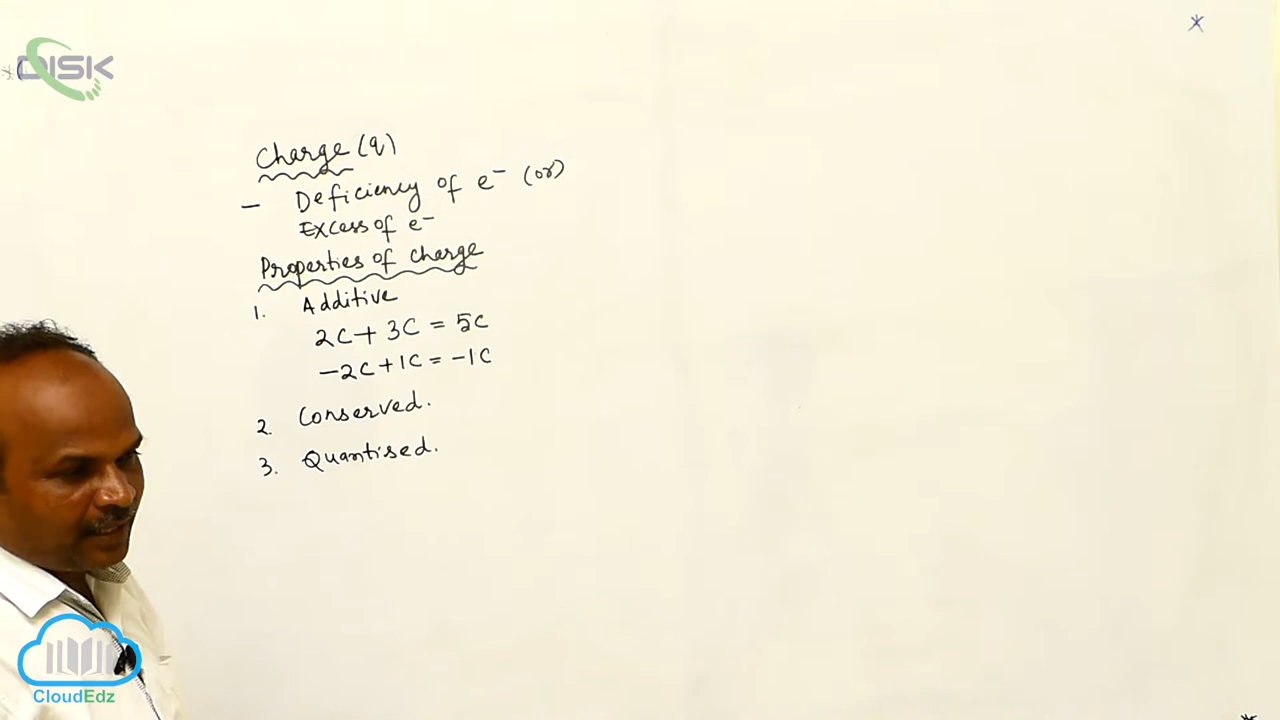 DISK
Charge (q)
– Deficiency of e⁻ (or)
Excess of e⁻
Properties of charge
1. Additive
2C + 3C = 5C
–2C + 1C = –1C
2. Conserved.
3. Quantised.
CloudEdz